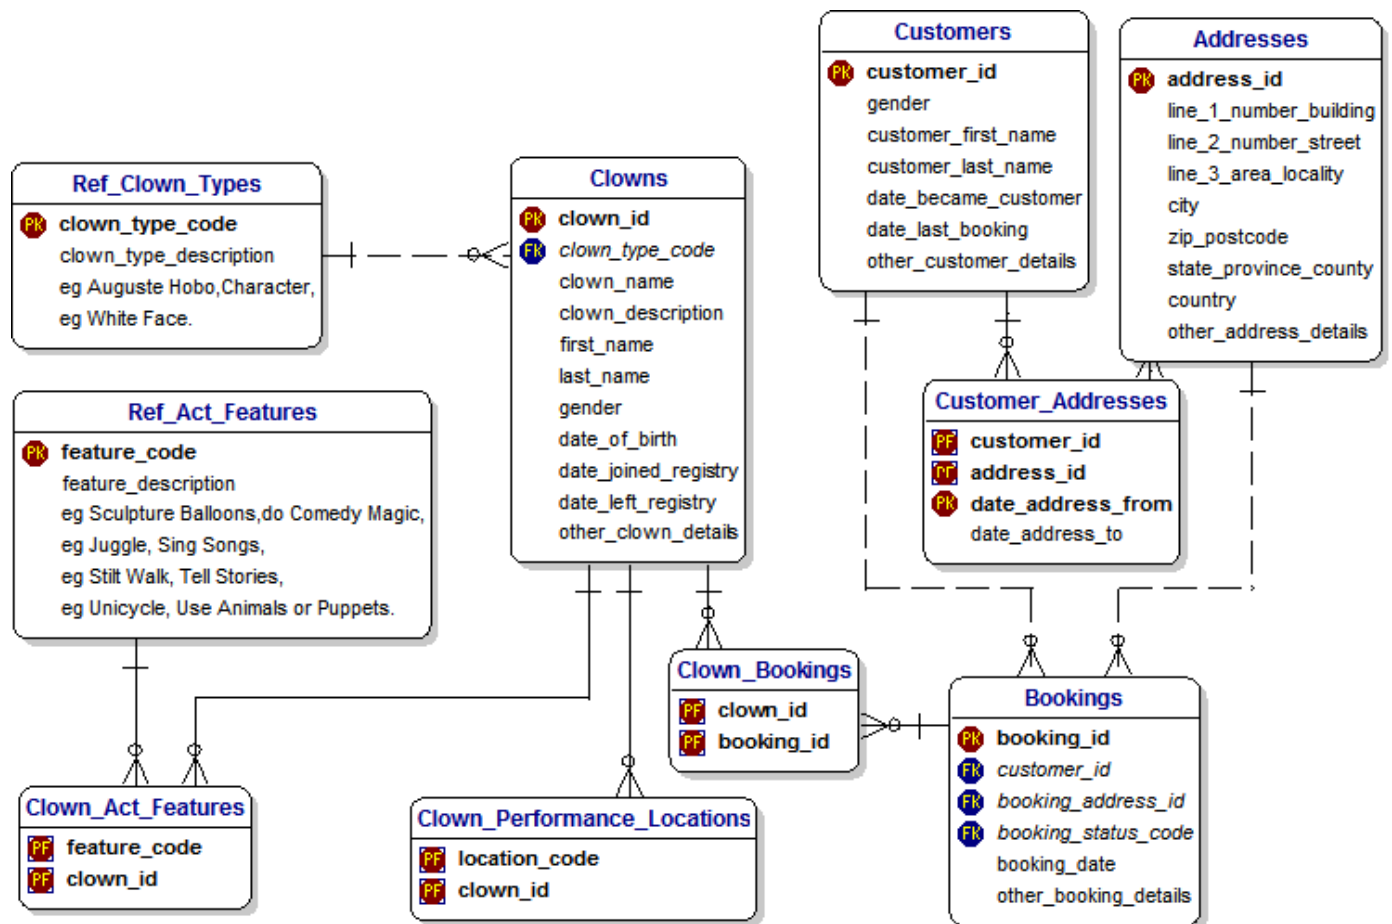 Customers
PK customer_id
gender
customer_first_name
customer_last_name
date_became_customer
date_last_booking
other_customer_details
Addresses
PK address_id
line_1_number_building
line_2_number_street
line_3_area_locality
city
zip_postcode
state_province_county
country
other_address_details
Ref_Clown_Types
PK clown_type_code
clown_type_description
eg Auguste Hobo,Character,
eg White Face.
Clowns
PK clown_id
FK clown_type_code
clown_name
clown_description
first_name
last_name
gender
date_of_birth
date_joined_registry
date_left_registry
other_clown_details
Ref_Act_Features
PK feature_code
feature_description
eg Sculpture Balloons,do Comedy Magic,
eg Juggle, Sing Songs,
eg Stilt Walk, Tell Stories,
eg Unicycle, Use Animals or Puppets.
Customer_Addresses
PF customer_id
PF address_id
PK date_address_from
date_address_to
Clown_Bookings
PF clown_id
PF booking_id
Bookings
PK booking_id
FK customer_id
FK booking_address_id
FK booking_status_code
booking_date
other_booking_details
Clown_Act_Features
PF feature_code
PF clown_id
Clown_Performance_Locations
PF location_code
PF clown_id